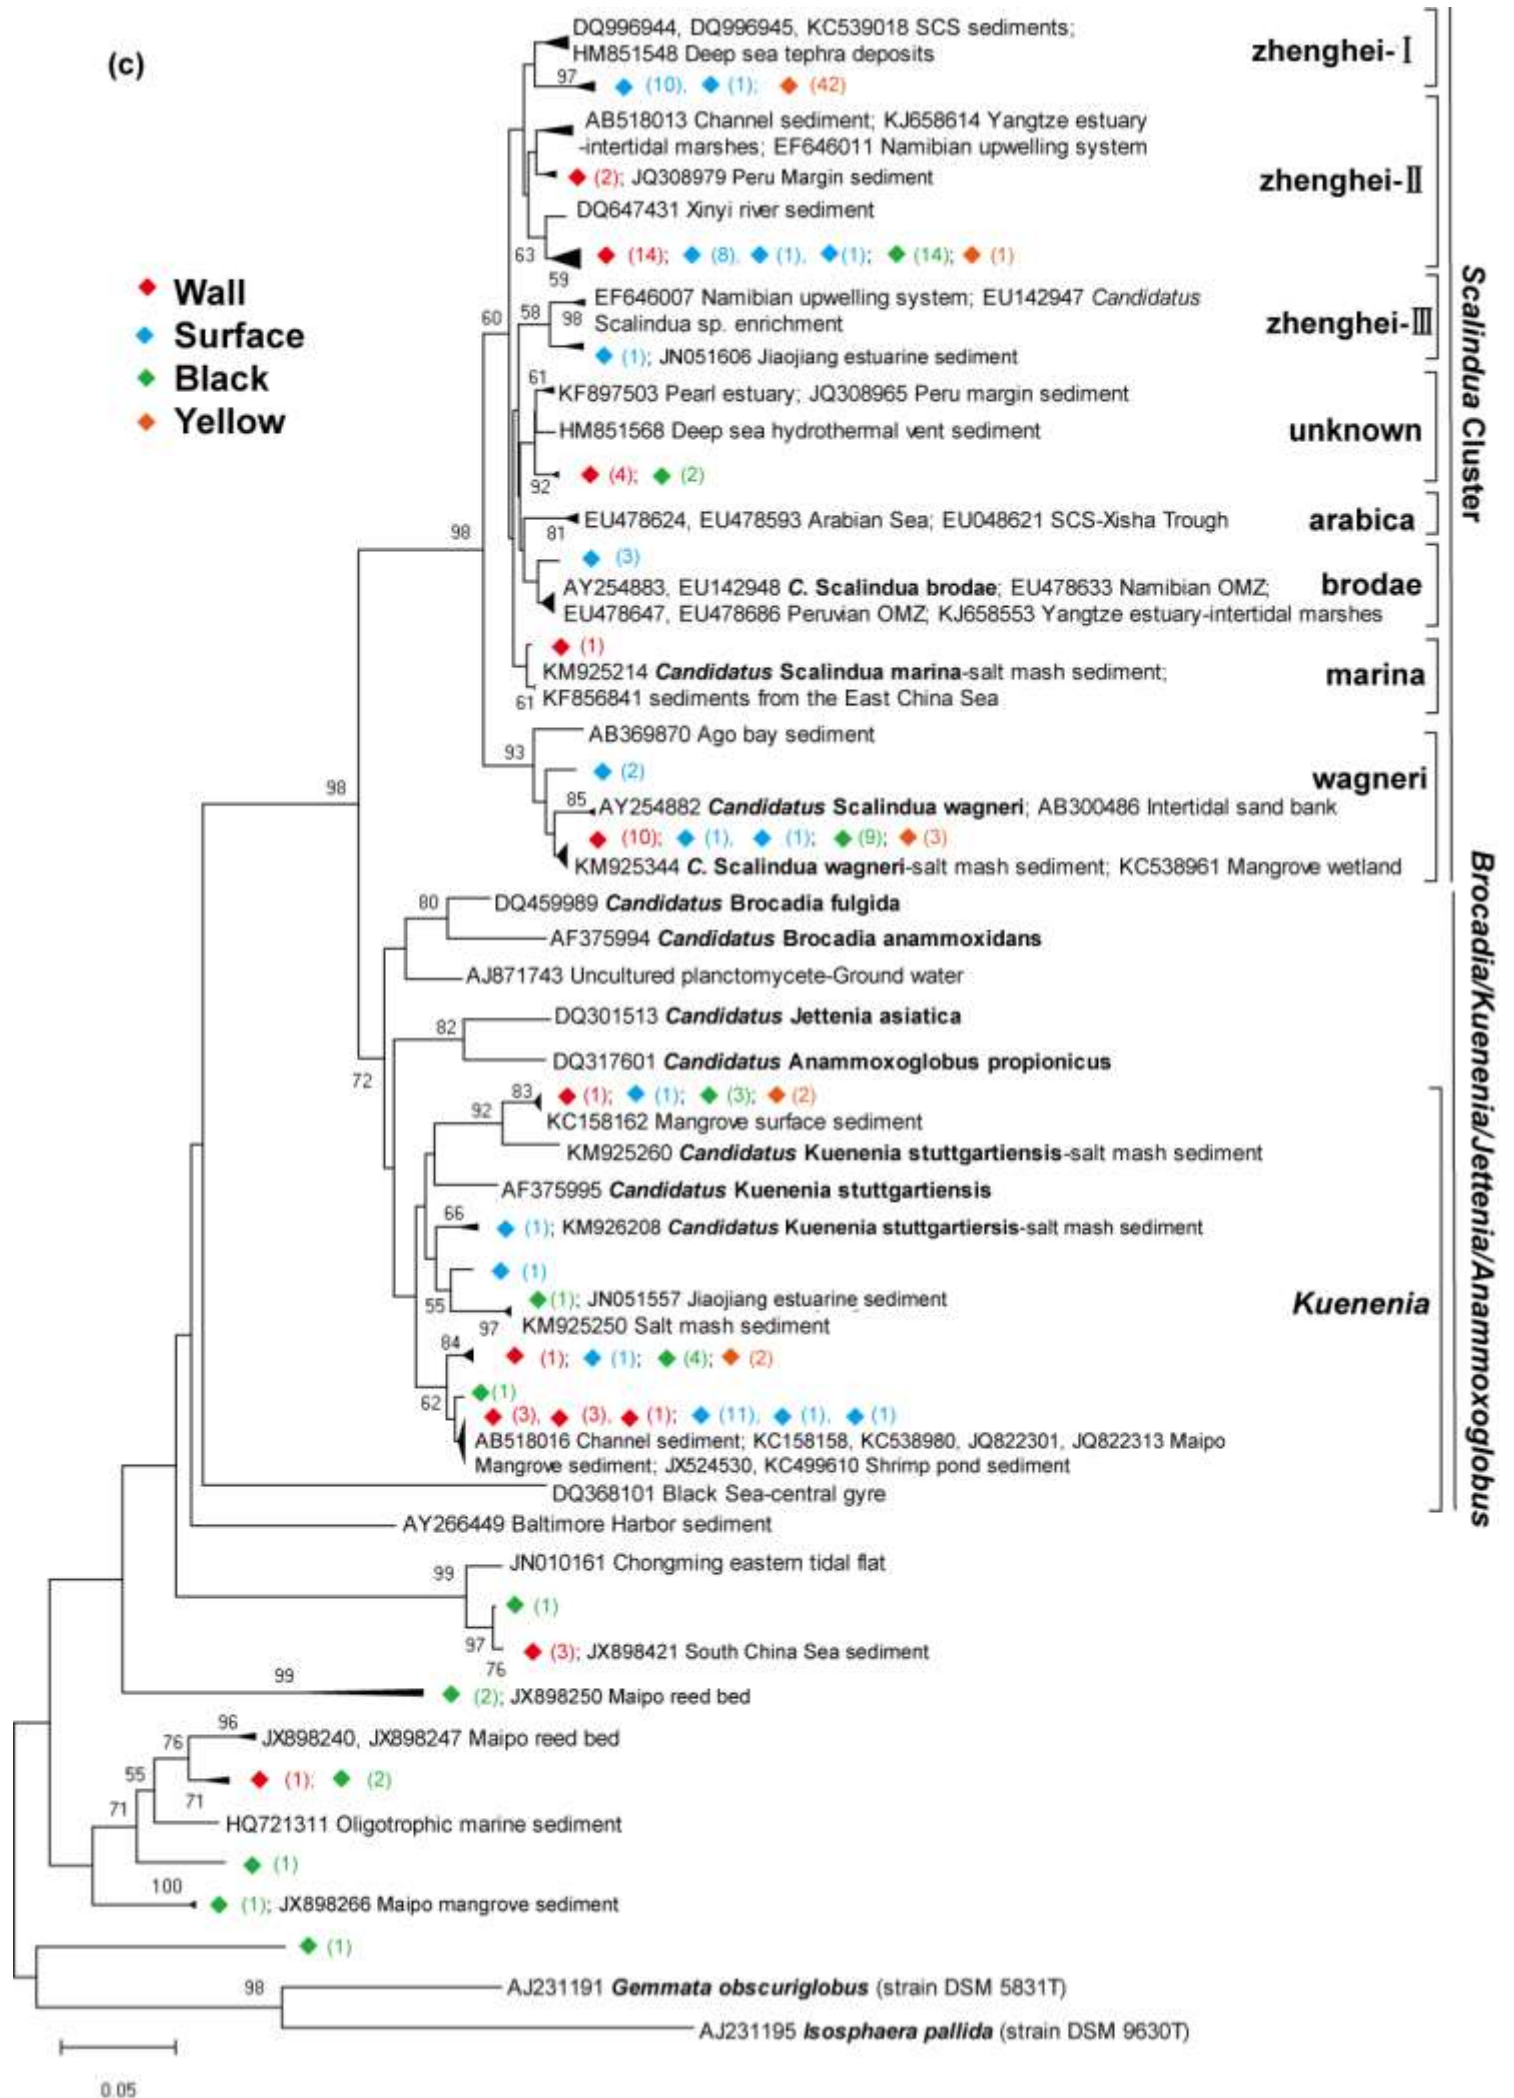 (c)
DQ996944, DQ996945, KC539018 SCS sediments;
HM851548 Deep sea tephra deposits
zhenghei-Ⅰ
97
(10), (1); (42)
AB518013 Channel sediment; KJ658614 Yangtze estuary
-intertidal marshes; EF646011 Namibian upwelling system
(2); JQ308979 Peru Margin sediment
zhenghei-Ⅱ
DQ647431 Xinyi river sediment
63
(14); (8), (1), (1); (14); (1)
59
Wall
Surface
Black
Yellow
EF646007 Namibian upwelling system; EU142947 Candidatus
Scalindua sp. enrichment
60
58
98
zhenghei-Ⅲ
(1); JN051606 Jiaojiang estuarine sediment
61
KF897503 Pearl estuary; JQ308965 Peru margin sediment
HM851568 Deep sea hydrothermal vent sediment
unknown
92
(4); (2)
Scalindua Cluster
EU478624, EU478593 Arabian Sea; EU048621 SCS-Xisha Trough
arabica
98
81
(3)
AY254883, EU142948 C. Scalindua brodae; EU478633 Namibian OMZ;
EU478647, EU478686 Peruvian OMZ; KJ658553 Yangtze estuary-intertidal marshes
brodae
(1)
KM925214 Candidatus Scalindua marina-salt mash sediment;
61 KF856841 sediments from the East China Sea
marina
AB369870 Ago bay sediment
93
(2)
wagneri
98
85
AY254882 Candidatus Scalindua wagneri; AB300486 Intertidal sand bank
(10); (1), (1); (9); (3)
KM925344 C. Scalindua wagneri-salt mash sediment; KC538961 Mangrove wetland
80
DQ459989 Candidatus Brocadia fulgida
AF375994 Candidatus Brocadia anammoxidans
AJ871743 Uncultured planctomycete-Ground water
82
DQ301513 Candidatus Jettenia asiatica
DQ317601 Candidatus Anammoxoglobus propionicus
72
Brocadia/Kuenenia/Jettenia/Anammoxoglobus
83
(1); (1); (3); (2)
92
KC158162 Mangrove surface sediment
KM925260 Candidatus Kuenenia stuttgartiensis-salt mash sediment
AF375995 Candidatus Kuenenia stuttgartiensis
66
(1); KM926208 Candidatus Kuenenia stuttgartiersis-salt mash sediment
(1)
(1); JN051557 Jiaojiang estuarine sediment
55
97
KM925250 Salt mash sediment
Kuenenia
84
(1); (1); (4); (2)
(1)
62
(3), (3), (1); (11), (1), (1)
AB518016 Channel sediment; KC158158, KC538980, JQ822301, JQ822313 Maipo
Mangrove sediment; JX524530, KC499610 Shrimp pond sediment
DQ368101 Black Sea-central gyre
AY266449 Baltimore Harbor sediment
99
JN010161 Chongming eastern tidal flat
(1)
97
(3); JX898421 South China Sea sediment
76
99
(2); JX898250 Maipo reed bed
96
76
JX898240, JX898247 Maipo reed bed
55
(1); (2)
71
71
HQ721311 Oligotrophic marine sediment
(1)
100
(1); JX898266 Maipo mangrove sediment
(1)
98
AJ231191 Gemmata obscuriglobus (strain DSM 5831T)
AJ231195 Isosphaera pallida (strain DSM 9630T)
0.05